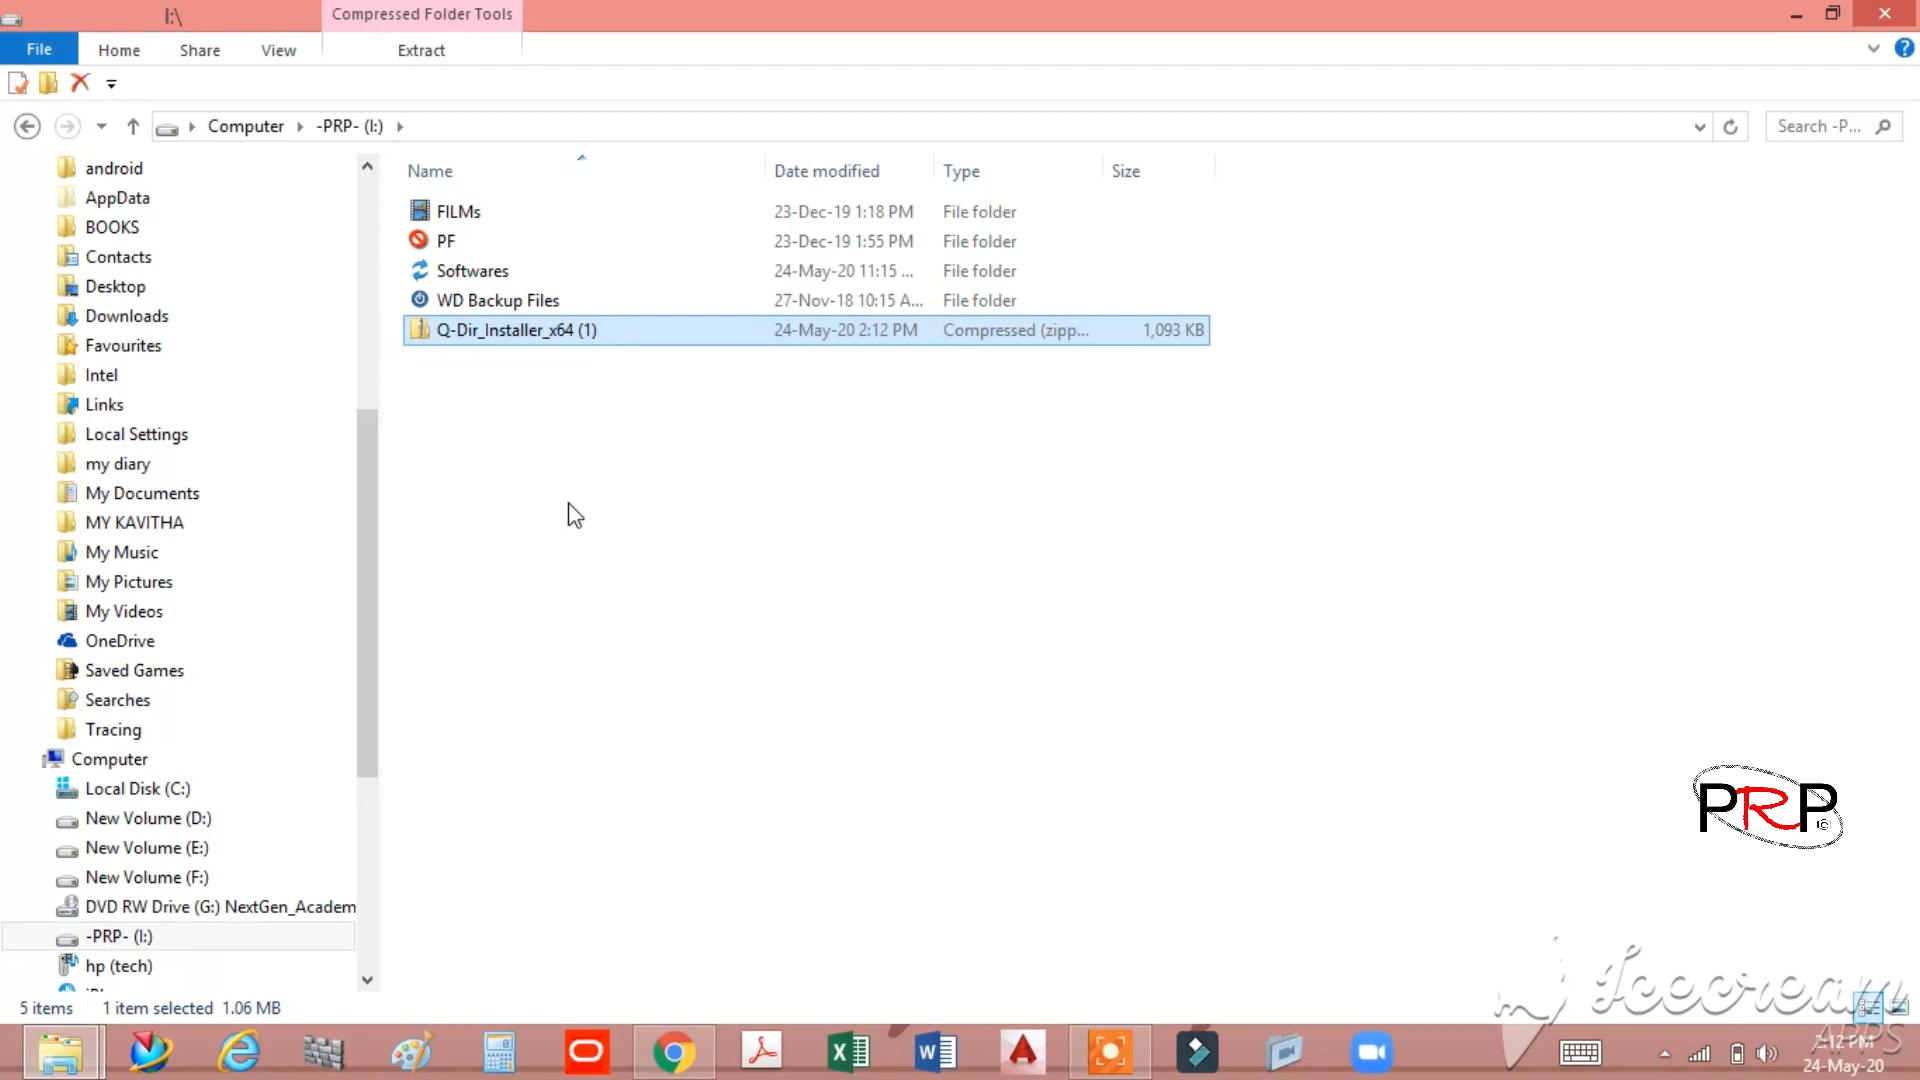 I:\
Compressed Folder Tools
File Home Share View Extract
Computer -PRP- (I:) Search -P...
Name Date modified Type Size
FILMs 23-Dec-19 1:18 PM File folder
PF 23-Dec-19 1:55 PM File folder
Softwares 24-May-20 11:15 ... File folder
WD Backup Files 27-Nov-18 10:15 A... File folder
Q-Dir_Installer_x64 (1) 24-May-20 2:12 PM Compressed (zipp... 1,093 KB
android
AppData
BOOKS
Contacts
Desktop
Downloads
Favourites
Intel
Links
Local Settings
my diary
My Documents
MY KAVITHA
My Music
My Pictures
My Videos
OneDrive
Saved Games
Searches
Tracing
Computer
Local Disk (C:)
New Volume (D:)
New Volume (E:)
New Volume (F:)
DVD RW Drive (G:) NextGen_Academ
-PRP- (I:)
hp (tech)
PRP ©
5 items 1 item selected 1.06 MB
Icecream
APPS
2:12 PM
24-May-20